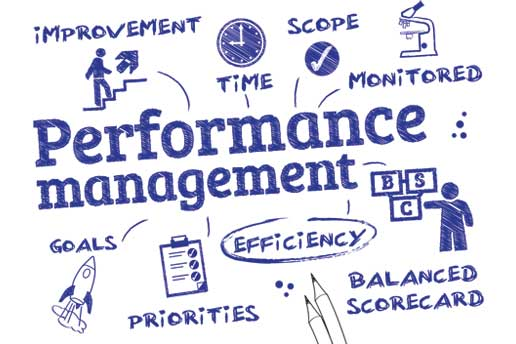 IMPROVEMENT
TIME
SCOPE
MONITORED
Performance
management
GOALS
PRIORITIES
EFFICIENCY
B S
C
BALANCED
SCORECARD